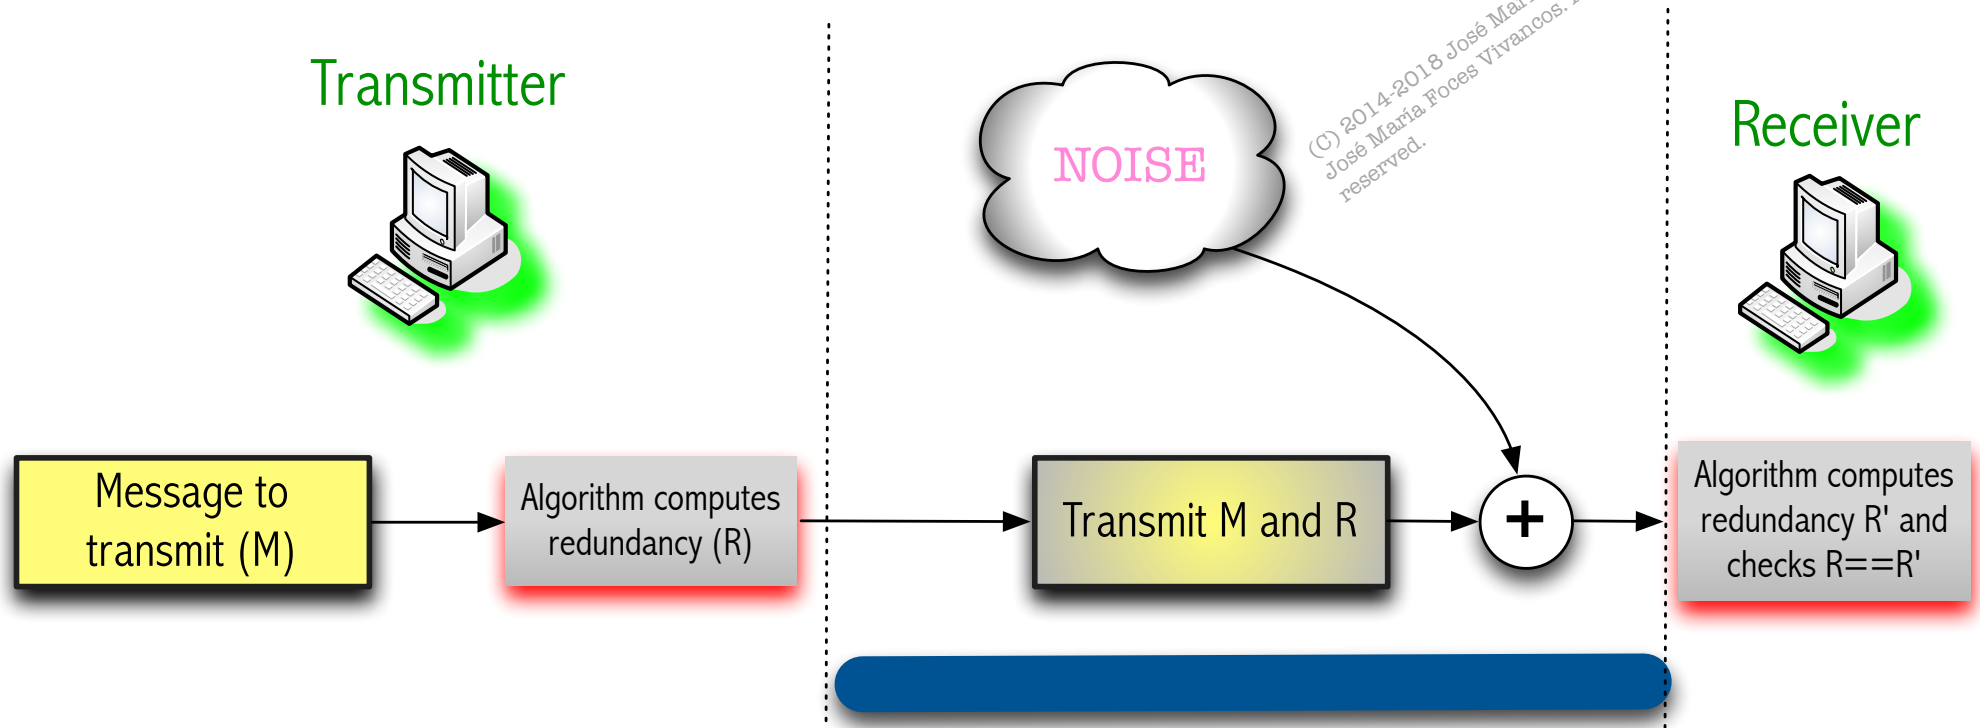 Transmitter
NOISE
(C) 2014-2018 José
José María Foces Vivancos.
reserved.
Receiver
Message to
transmit (M)
Algorithm computes
redundancy (R)
Transmit M and R
+
Algorithm computes
redundancy R' and
checks R==R'